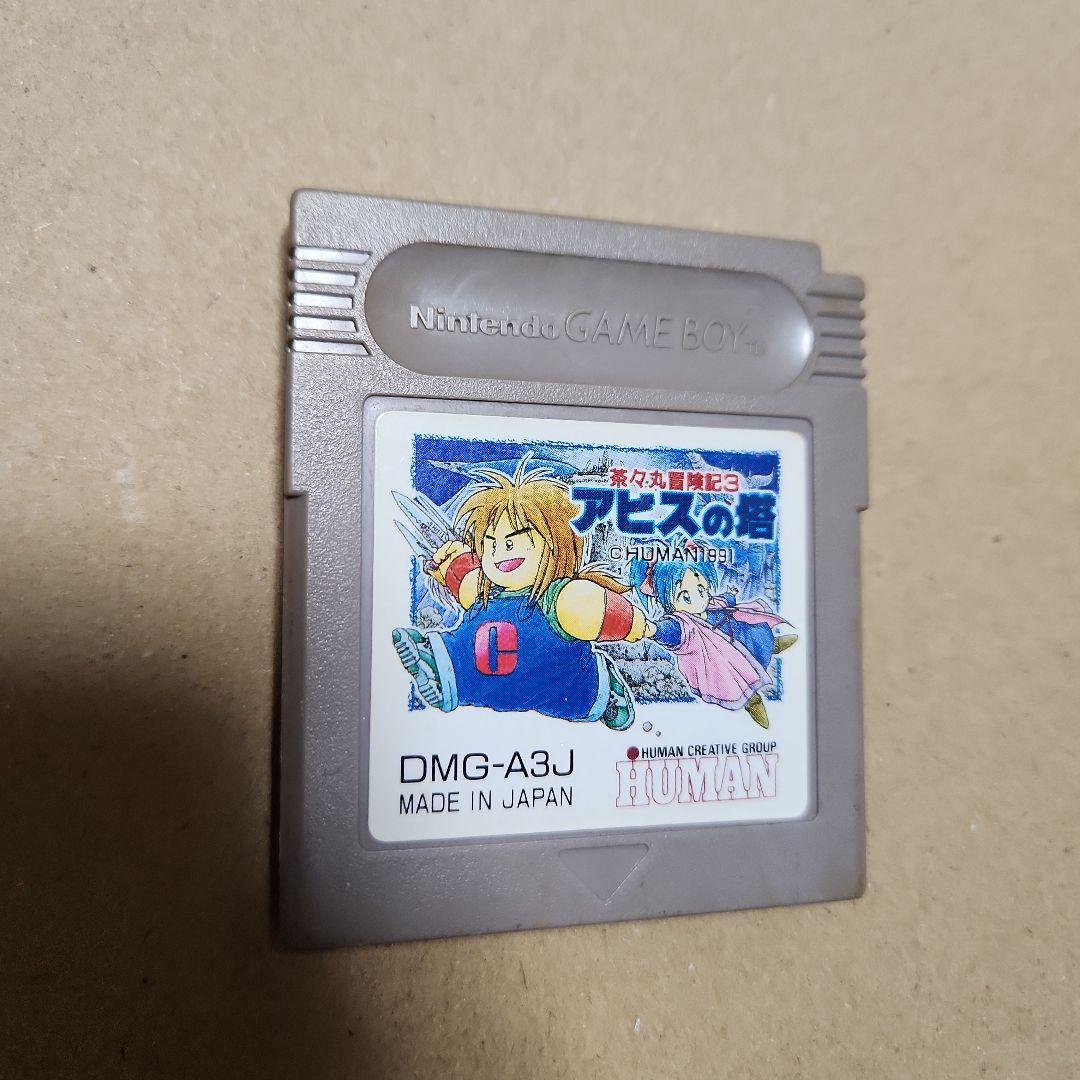 Nintendo GAME BOY TM
茶々丸冒険記3
アビスの塔
©HUMAN1991
C
DMG-A3J
MADE IN JAPAN
HUMAN CREATIVE GROUP
HUMAN